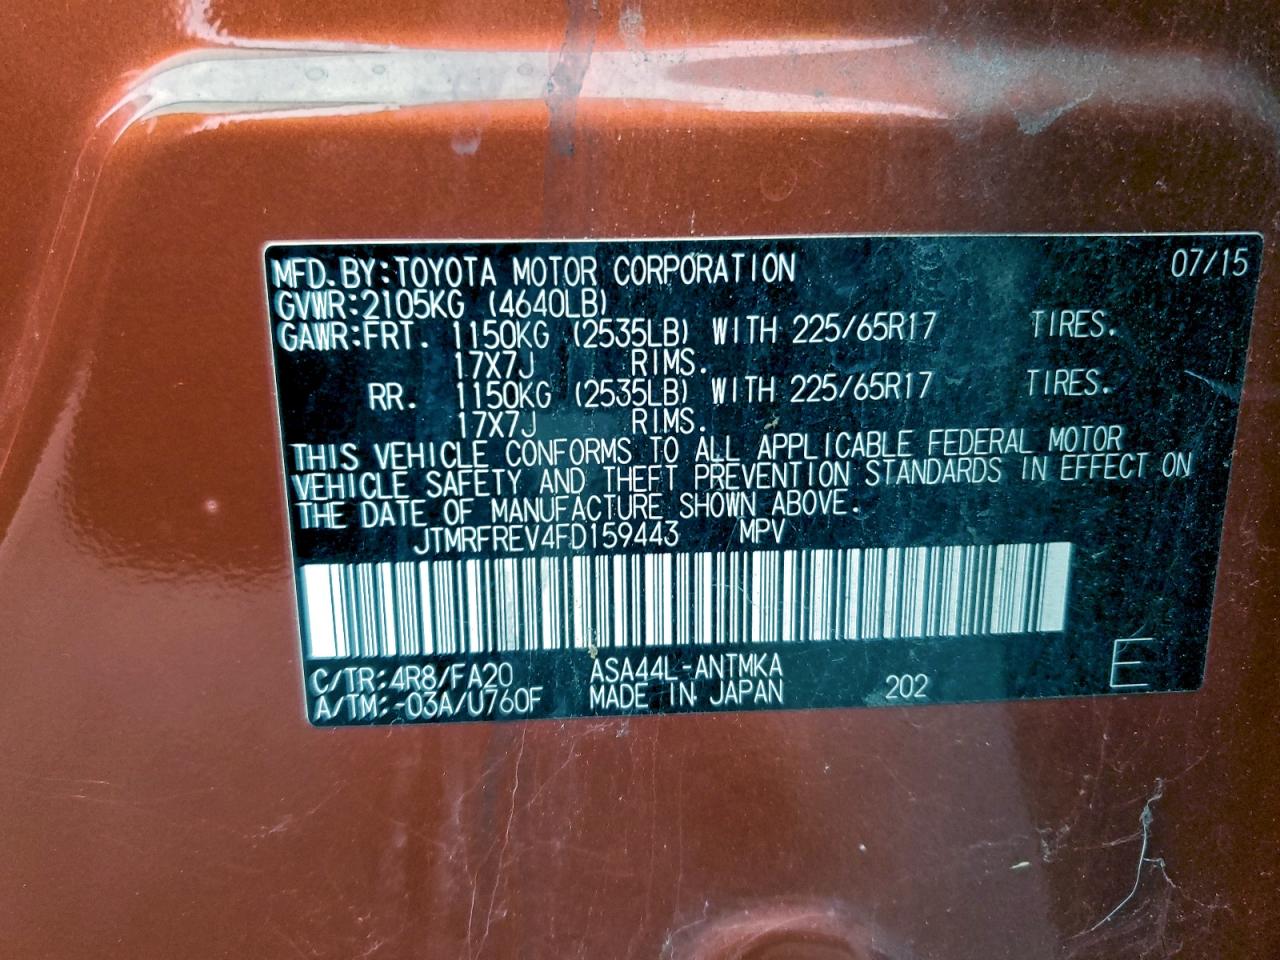 MFD.BY:TOYOTA MOTOR CORPORATION 07/15
GVWR:2105KG (4640LB)
GAWR:FRT. 1150KG (2535LB) WITH 225/65R17 TIRES.
17X7J RIMS.
RR. 1150KG (2535LB) WITH 225/65R17 TIRES.
17X7J RIMS.
THIS VEHICLE CONFORMS TO ALL APPLICABLE FEDERAL MOTOR
VEHICLE SAFETY AND THEFT PREVENTION STANDARDS IN EFFECT ON
THE DATE OF MANUFACTURE SHOWN ABOVE.
JTMRFREV4FD159443 MPV
C/TR:4R8/FA20 ASA44L-ANTMKA
A/TM:-03A/U760F MADE IN JAPAN 202 E